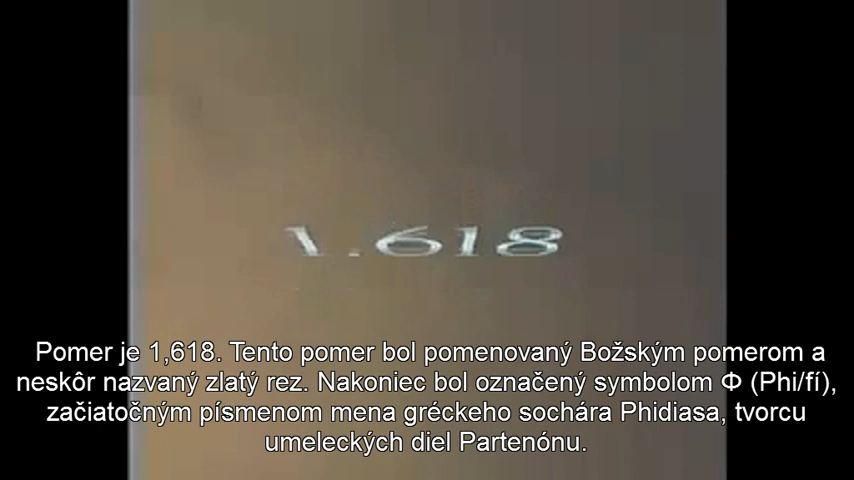 1.618
Pomer je 1,618. Tento pomer bol pomenovaný Božským pomerom a
neskôr nazvaný zlatý rez. Nakoniec bol označený symbolom Φ (Phi/fí),
začiatočným písmenom mena gréckeho sochára Phidiasa, tvorcu
umeleckých diel Partenónu.